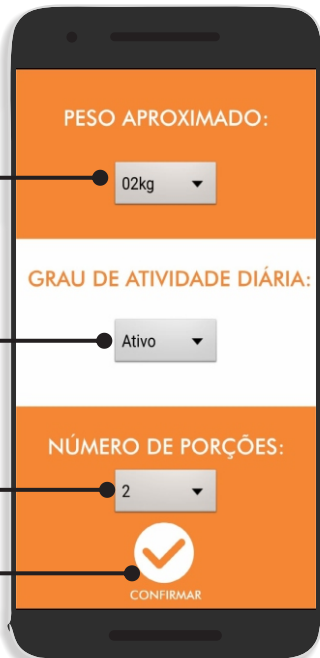 PESO APROXIMADO:
02kg
GRAU DE ATIVIDADE DIÁRIA:
Ativo
NÚMERO DE PORÇÕES:
2
CONFIRMAR